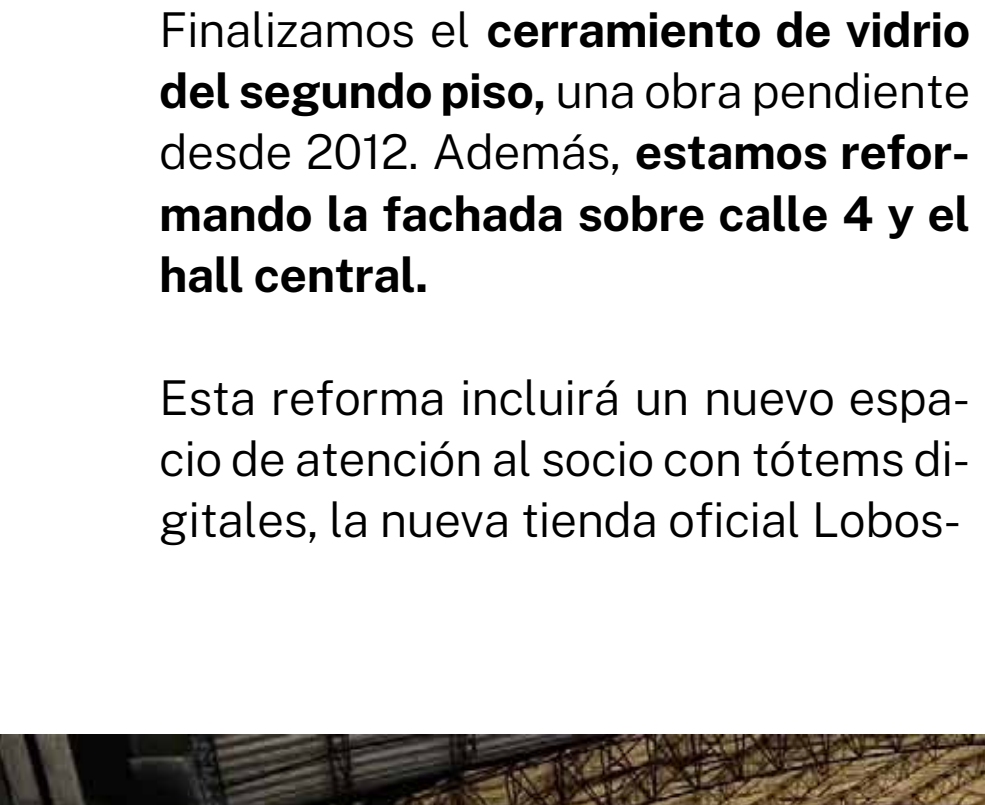 Finalizamos el cerramiento de vidrio
del segundo piso, una obra pendiente
desde 2012. Además, estamos refor-
mando la fachada sobre calle 4 y el
hall central.
Esta reforma incluirá un nuevo espa-
cio de atención al socio con tótems di-
gitales, la nueva tienda oficial Lobos-